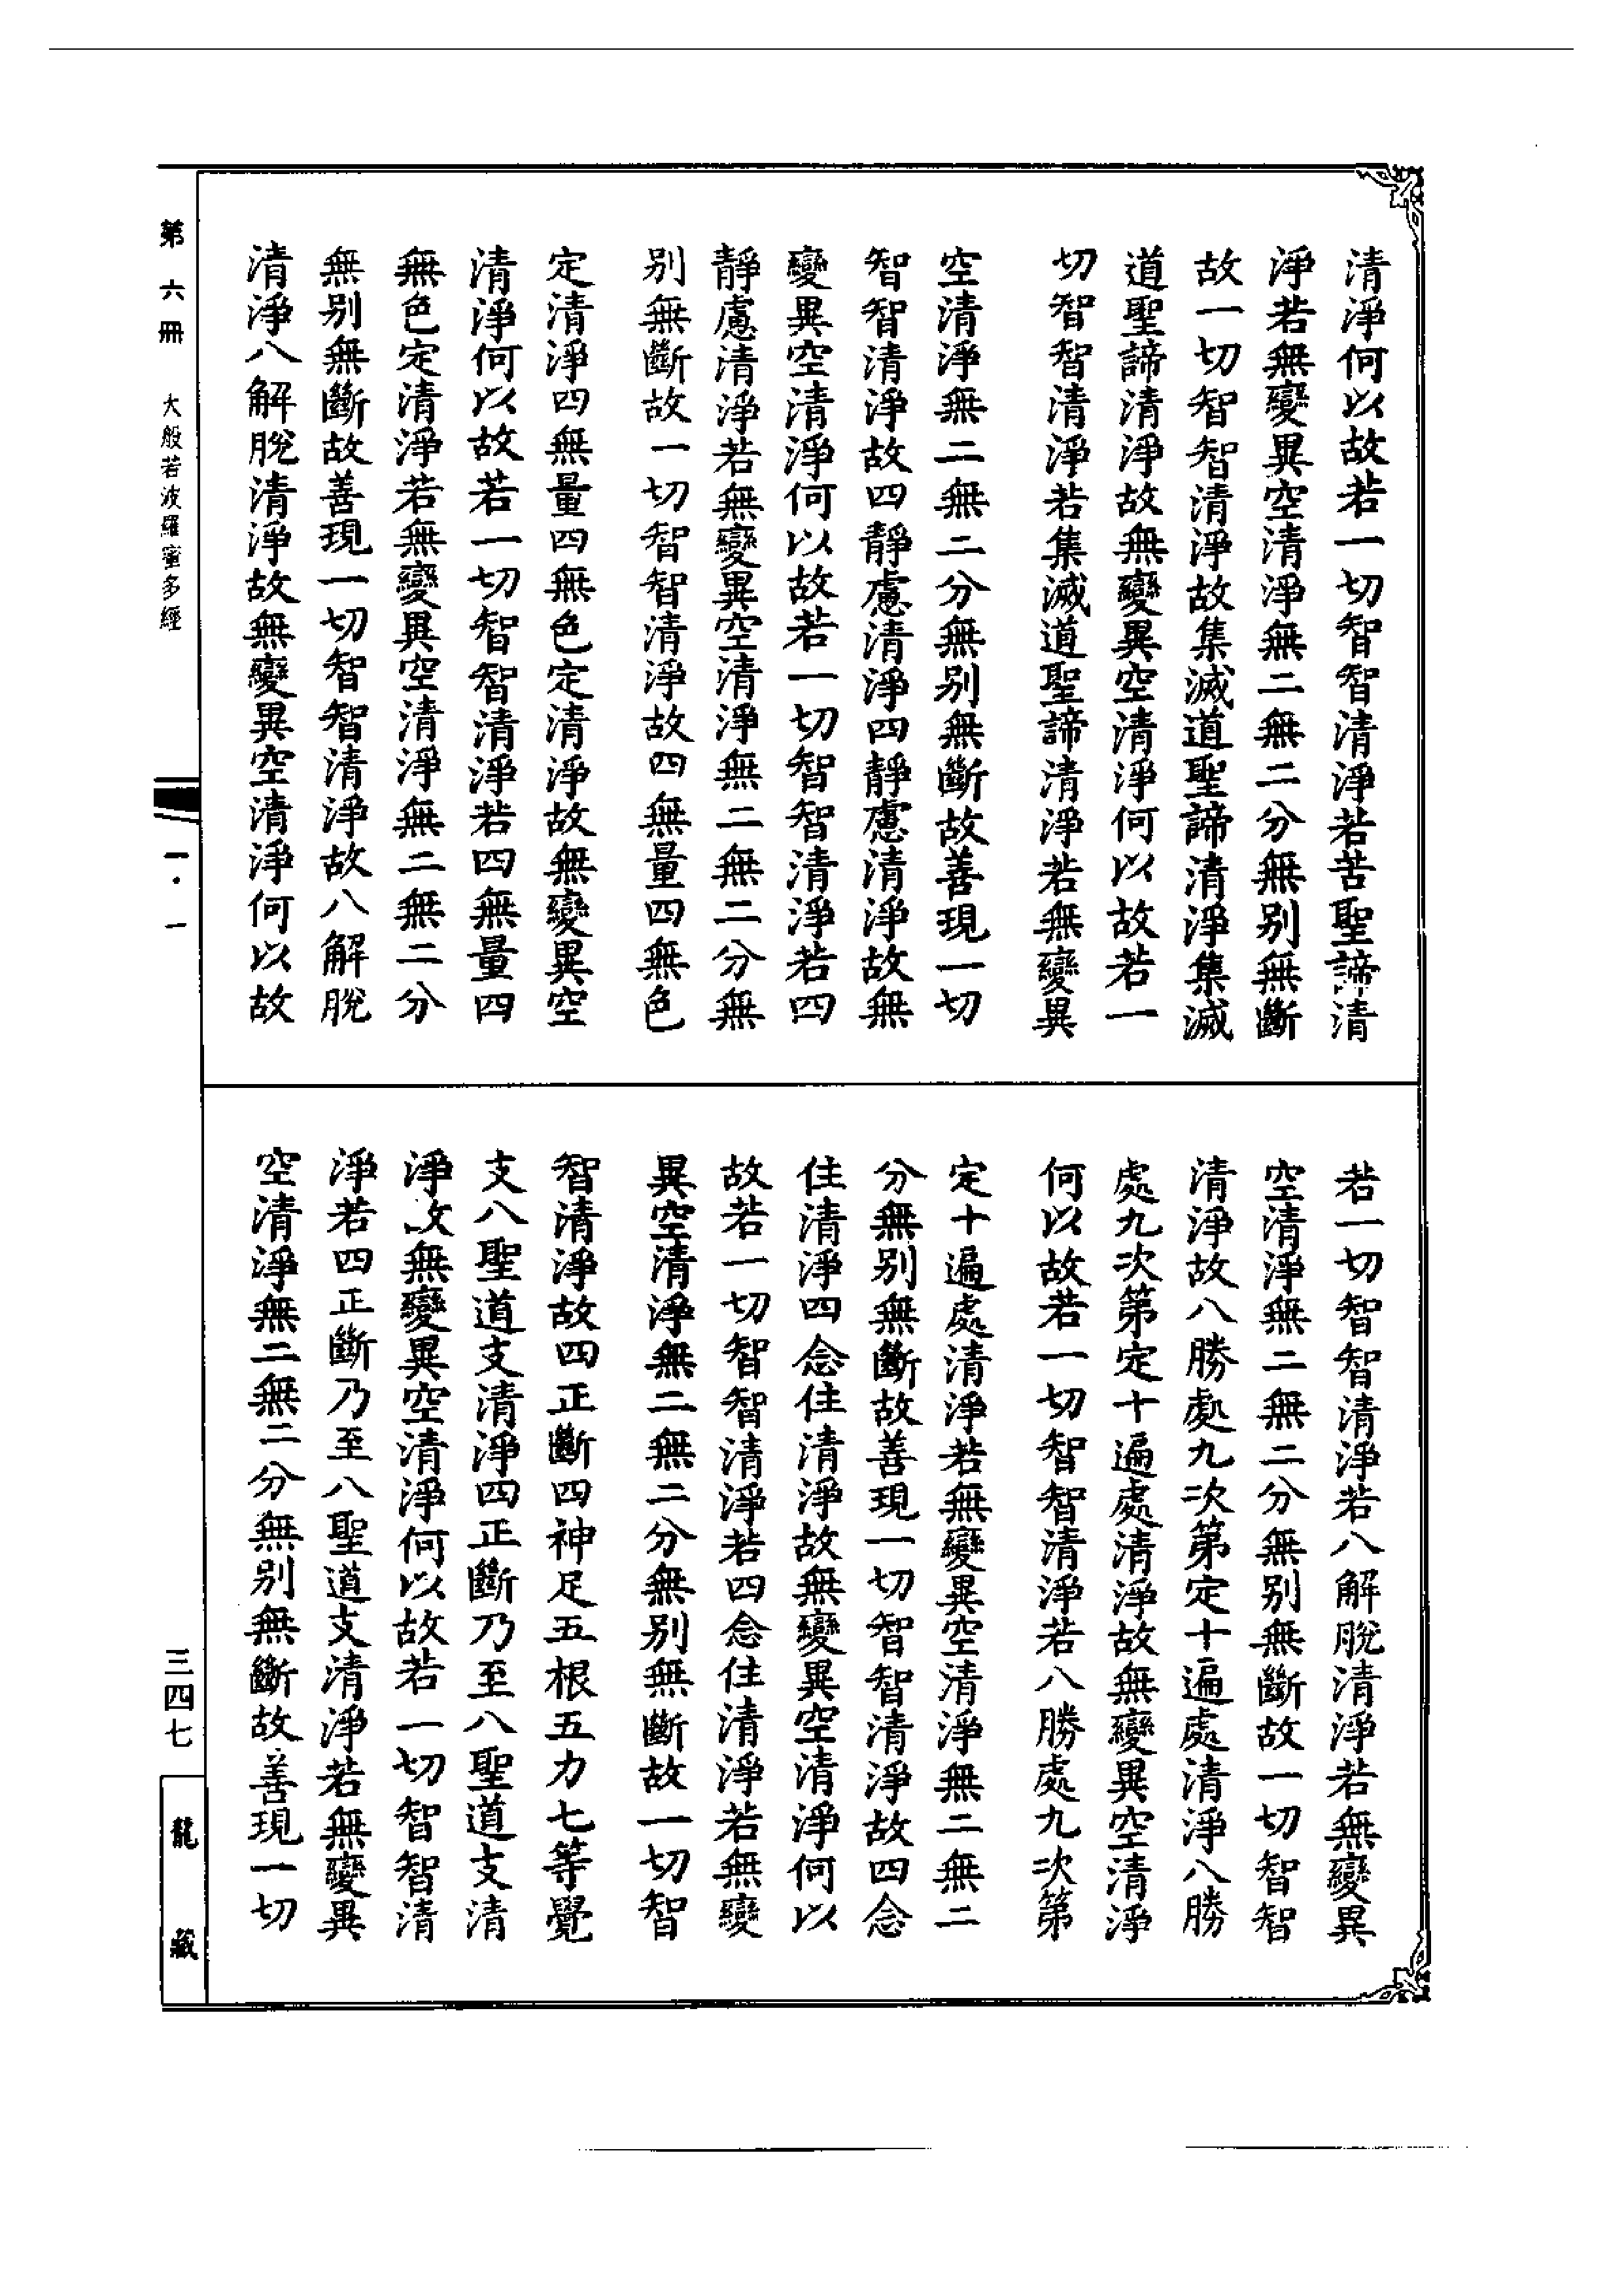 清淨何以故若一切智智清淨若苦聖諦清
淨若無變異空清淨無二無二分無別無斷
故一切智智清淨故集滅道聖諦清淨集滅
道聖諦清淨故無變異空清淨何以故若一
切智智清淨若集滅道聖諦清淨若無變異
空清淨無二無二分無別無斷故善現一切
智智清淨故四靜慮清淨四靜慮清淨故無
變異空清淨何以故若一切智智清淨若四
靜慮清淨若無變異空清淨無二無二分無
別無斷故一切智智清淨故四無量四無色
定清淨四無量四無色定清淨故無變異空
清淨何以故若一切智智清淨若四無量四
無色定清淨若無變異空清淨無二無二分
無別無斷故善現一切智智清淨故八解脫
清淨八解脫清淨故無變異空清淨何以故
若一切智智清淨若八解脫清淨若無變異
空清淨無二無二分無別無斷故一切智智
清淨故八勝處九次第定十遍處清淨八勝
處九次第定十遍處清淨故無變異空清淨
何以故若一切智智清淨若八勝處九次第
定十遍處清淨若無變異空清淨無二無二
分無別無斷故善現一切智智清淨故四念
住清淨四念住清淨故無變異空清淨何以
故若一切智智清淨若四念住清淨若無變
異空清淨無二無二分無別無斷故一切智
智清淨故四正斷四神足五根五力七等覺
支八聖道支清淨四正斷乃至八聖道支清
淨故無變異空清淨何以故若一切智智清
淨若四正斷乃至八聖道支清淨若無變異
空清淨無二無二分無別無斷故善現一切
第六冊 大般若波羅蜜多經 一·一 三四七 龍藏